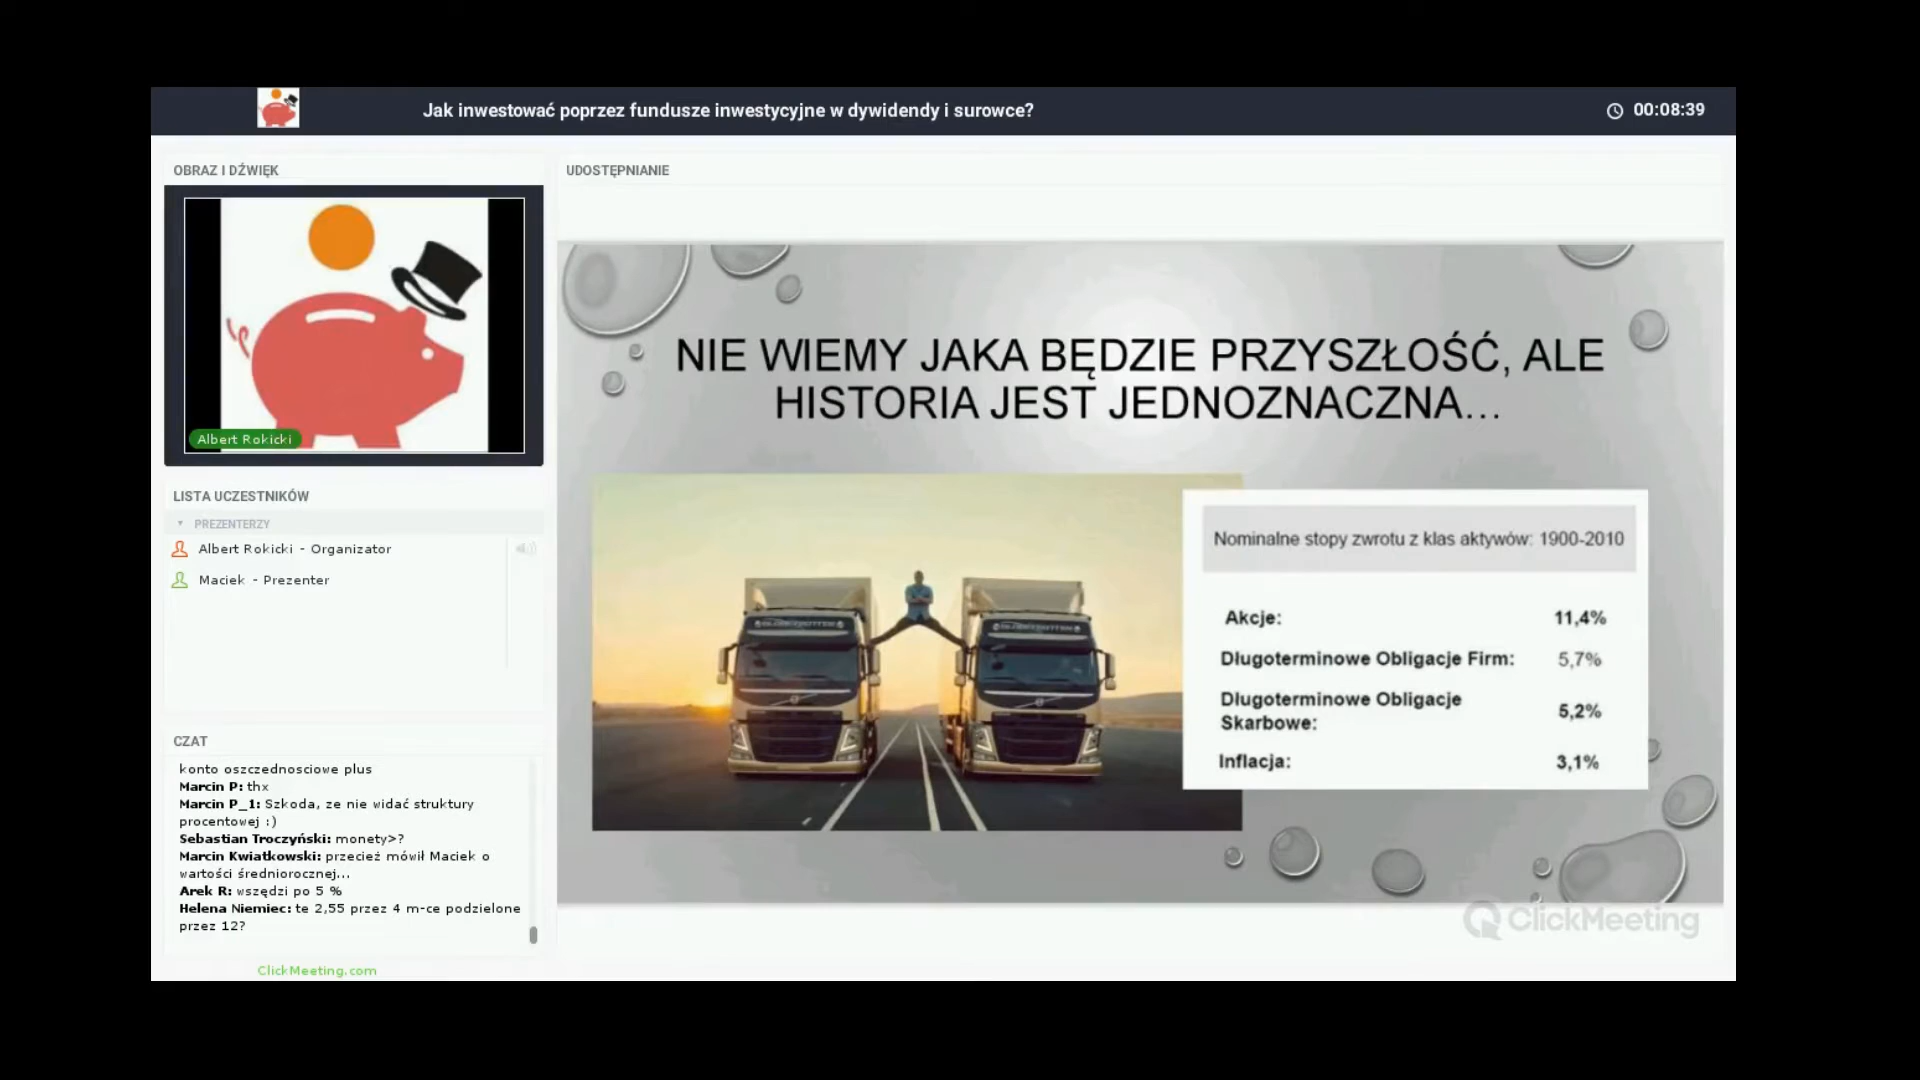 Jak inwestować poprzez fundusze inwestycyjne w dywidendy i surowce?
00:08:39
OBRAZ I DŹWIĘK
Albert Rokicki
LISTA UCZESTNIKÓW
PREZENTERZY
Albert Rokicki - Organizator
Maciek - Prezenter
CZAT
konto oszczednosciowe plus
Marcin P: thx
Marcin P_1: Szkoda, ze nie widać struktury
procentowej :)
Sebastian Troczyński: monety>?
Marcin Kwiatkowski: przecież mówił Maciek o
wartości średniorocznej...
Arek R: wszędzi po 5 %
Helena Niemiec: te 2,55 przez 4 m-ce podzielone
przez 12?
ClickMeeting.com
UDOSTĘPNIANIE
NIE WIEMY JAKA BĘDZIE PRZYSZŁOŚĆ, ALE
HISTORIA JEST JEDNOZNACZNA...
Nominalne stopy zwrotu z klas aktywów: 1900-2010
Akcje: 11,4%
Długoterminowe Obligacje Firm: 5,7%
Długoterminowe Obligacje
Skarbowe: 5,2%
Inflacja: 3,1%
ClickMeeting